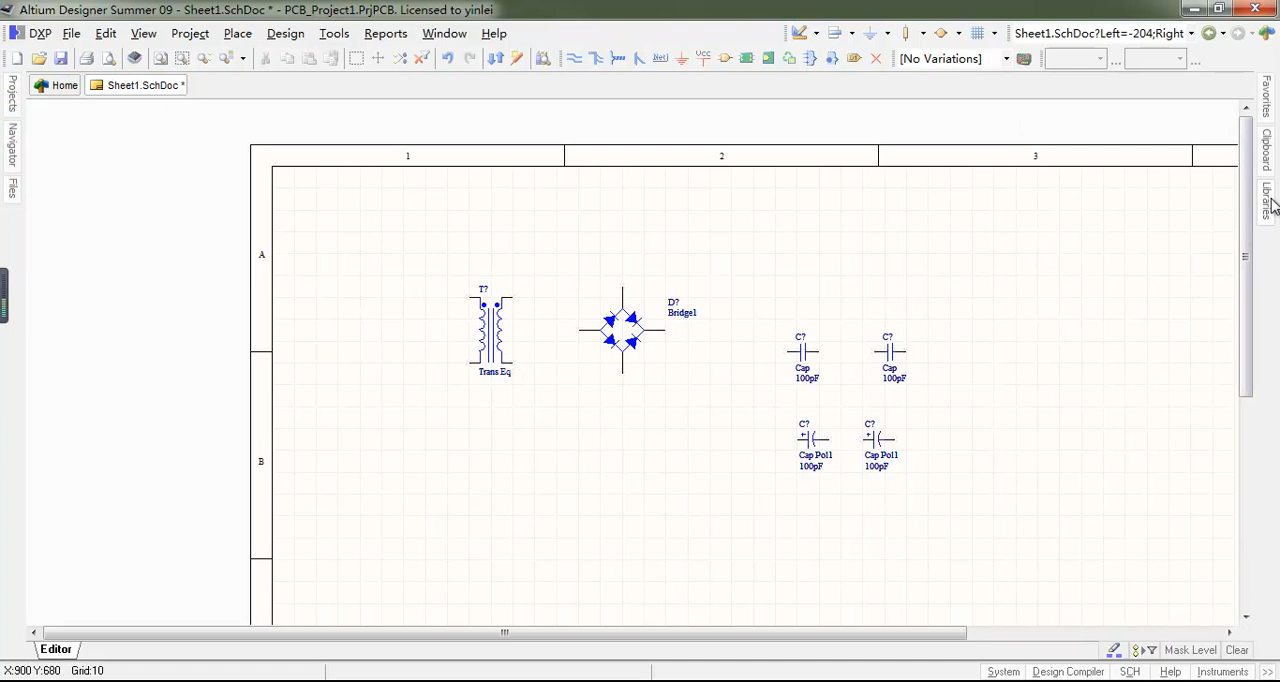 Altium Designer Summer 09 - Sheet1.SchDoc * - PCB_Project1.PrjPCB. Licensed to yinlei
DXP File Edit View Project Place Design Tools Reports Window Help Sheet1.SchDoc?Left=-204;Right
Net Vcc [No Variations] ... ...
Home Sheet1.SchDoc *
Projects
Navigator
Files
Favorites
Clipboard
Libraries
1 2 3
A
B
T?
Trans Eq
D?
Bridge1
C?
Cap
100pF
C?
Cap
100pF
C?
Cap Pol1
100pF
C?
Cap Pol1
100pF
Editor Mask Level Clear
X:900 Y:680 Grid:10 System Design Compiler SCH Help Instruments >>